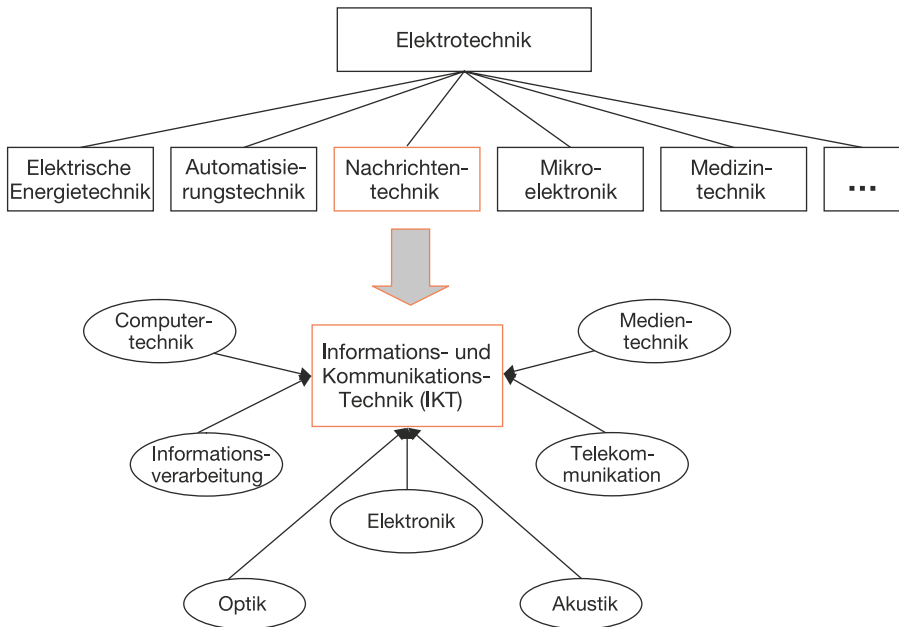 Elektrotechnik
Elektrische
Energietechnik
Automatisie-
rungstechnik
Nachrichten-
technik
Mikro-
elektronik
Medizin-
technik
...
Computer-
technik
Informations- und
Kommunikations-
Technik (IKT)
Medien-
technik
Informations-
verarbeitung
Telekom-
munikation
Elektronik
Optik
Akustik